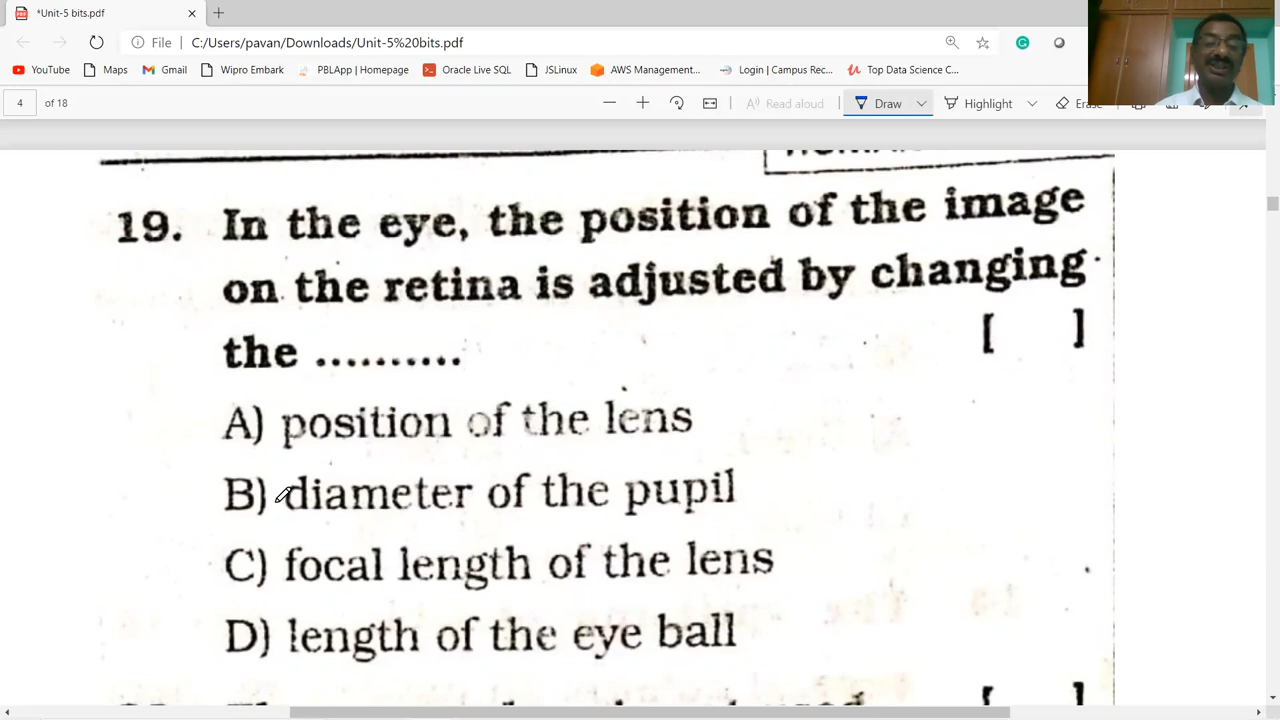 *Unit-5 bits.pdf
File C:/Users/pavan/Downloads/Unit-5%20bits.pdf
YouTube Maps Gmail Wipro Embark PBLApp | Homepage Oracle Live SQL JSLinux AWS Management... Login | Campus Rec... Top Data Science C...
4 of 18 Read aloud Draw Highlight Erase
19. In the eye, the position of the image
on the retina is adjusted by changing
the .......... [ ]
A) position of the lens
B) diameter of the pupil
C) focal length of the lens
D) length of the eye ball
[ ]